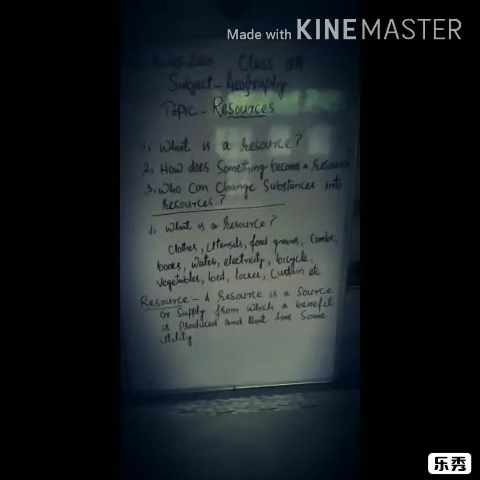 Made with KINEMASTER
Class
Subject - Geography
Topic - Resources
1. What is a resource?
2. How does Something become a resource
3. Who Can Change Substances into
resources?
1. What is a resource?
Clothes, Utensils, food grains, Combs,
books, Water, electricity, bicycle,
Vegetables, bed, locker, Curtain etc
Resource - A Resource is a Source
or Supply from which a benefit
is Produced and that has Some
Utility
乐秀